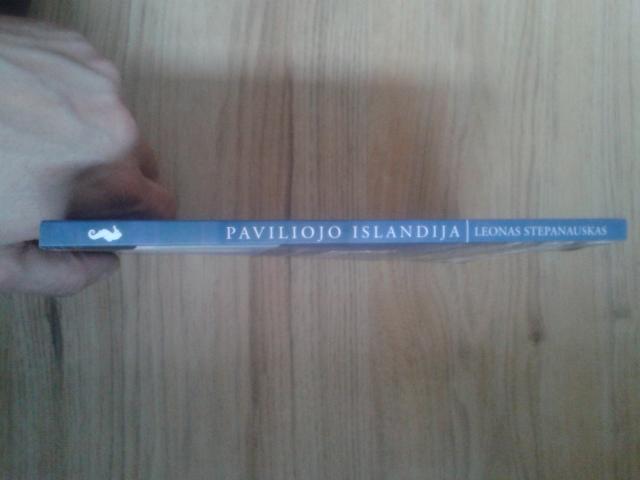 PAVILIOJO ISLANDIJA | LEONAS STEPANAUSKAS